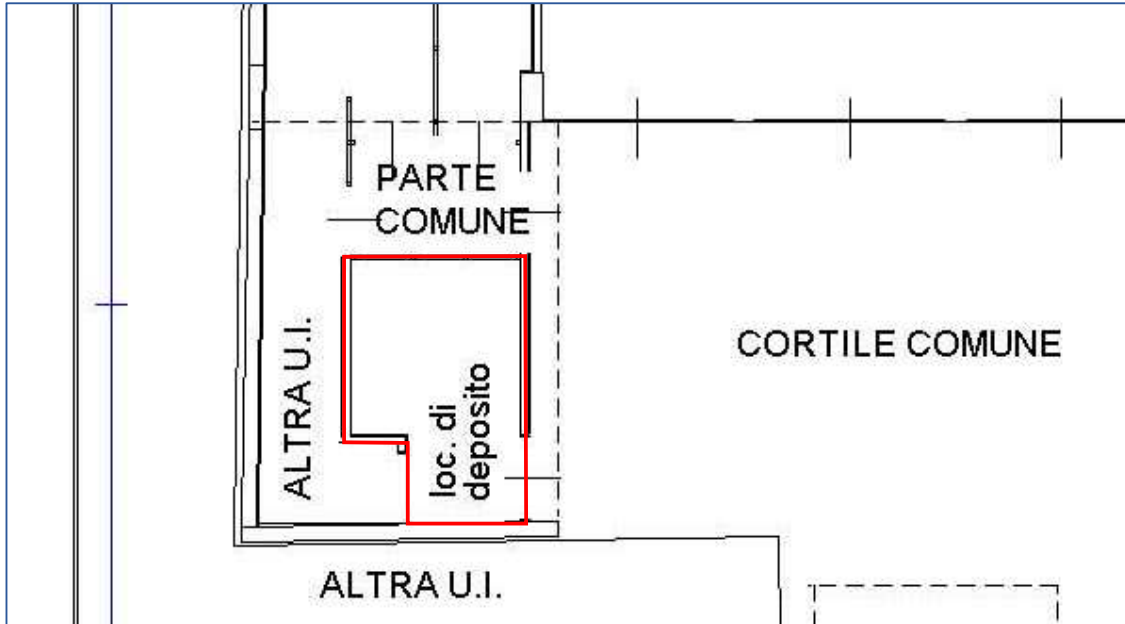 PARTE
COMUNE
ALTRA U.I.
loc. di
deposito
CORTILE COMUNE
ALTRA U.I.